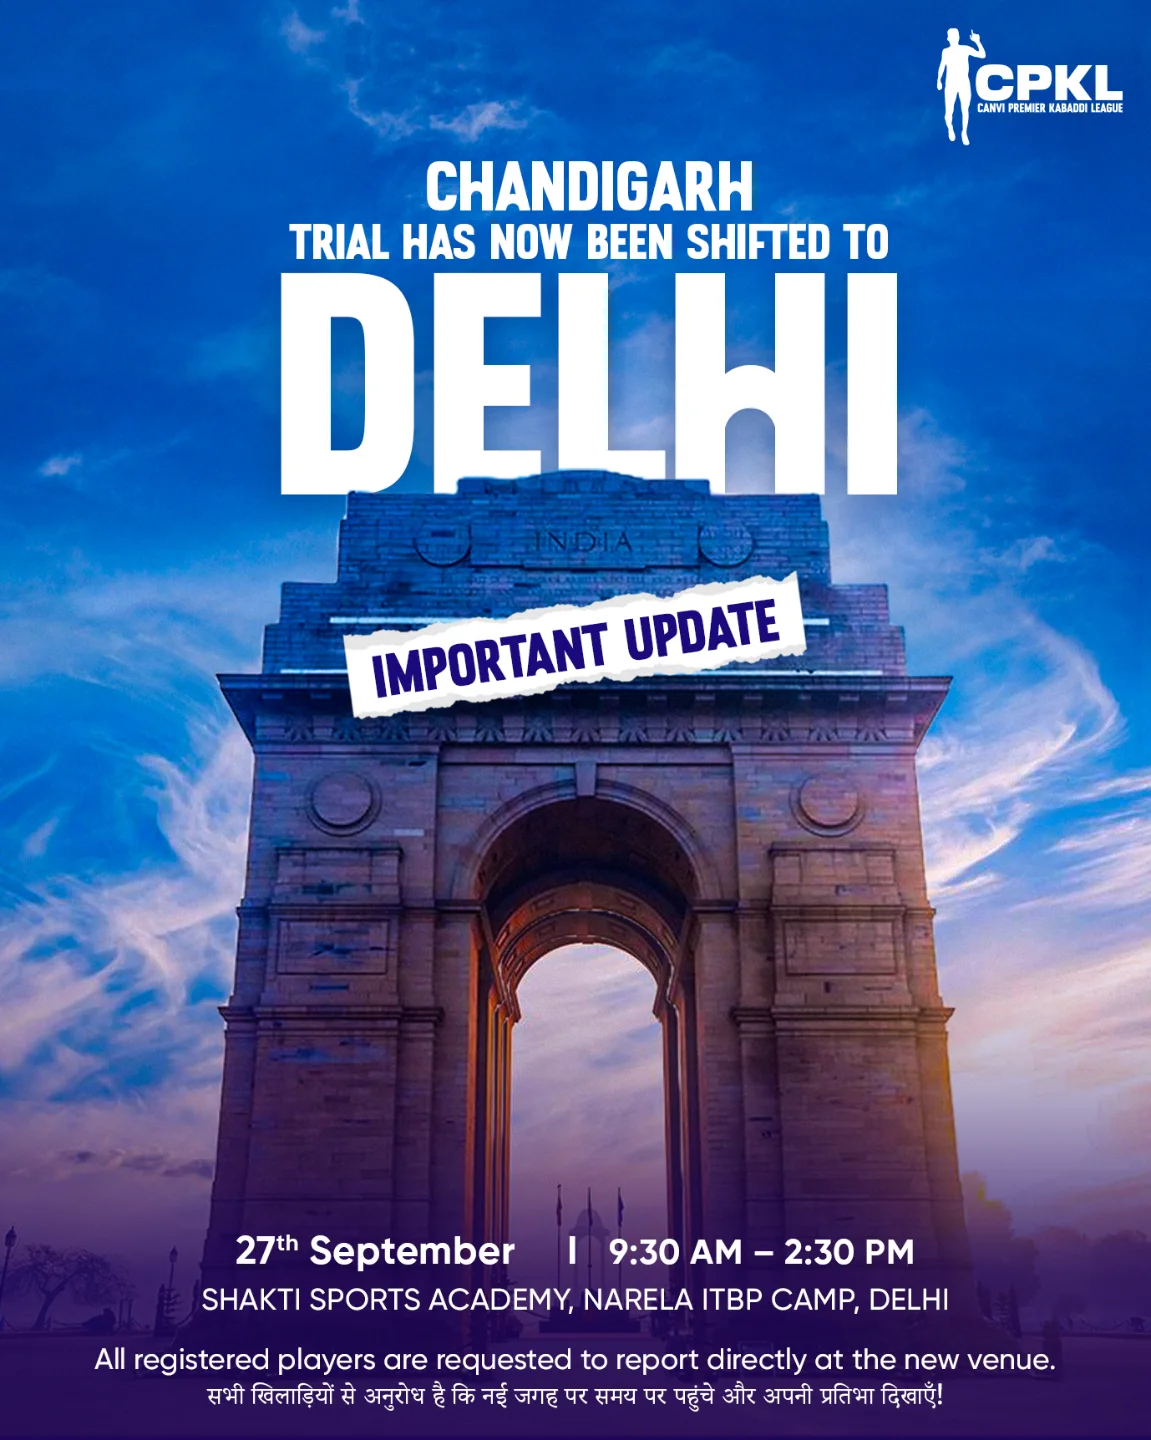 CPKL
CANVI PREMIER KABADDI LEAGUE
CHANDIGARH
TRIAL HAS NOW BEEN SHIFTED TO
DELHI
INDIA
IMPORTANT UPDATE
27th September | 9:30 AM – 2:30 PM
SHAKTI SPORTS ACADEMY, NARELA ITBP CAMP, DELHI
All registered players are requested to report directly at the new venue.
सभी खिलाड़ियों से अनुरोध है कि नई जगह पर समय पर पहुंचे और अपनी प्रतिभा दिखाएँ!